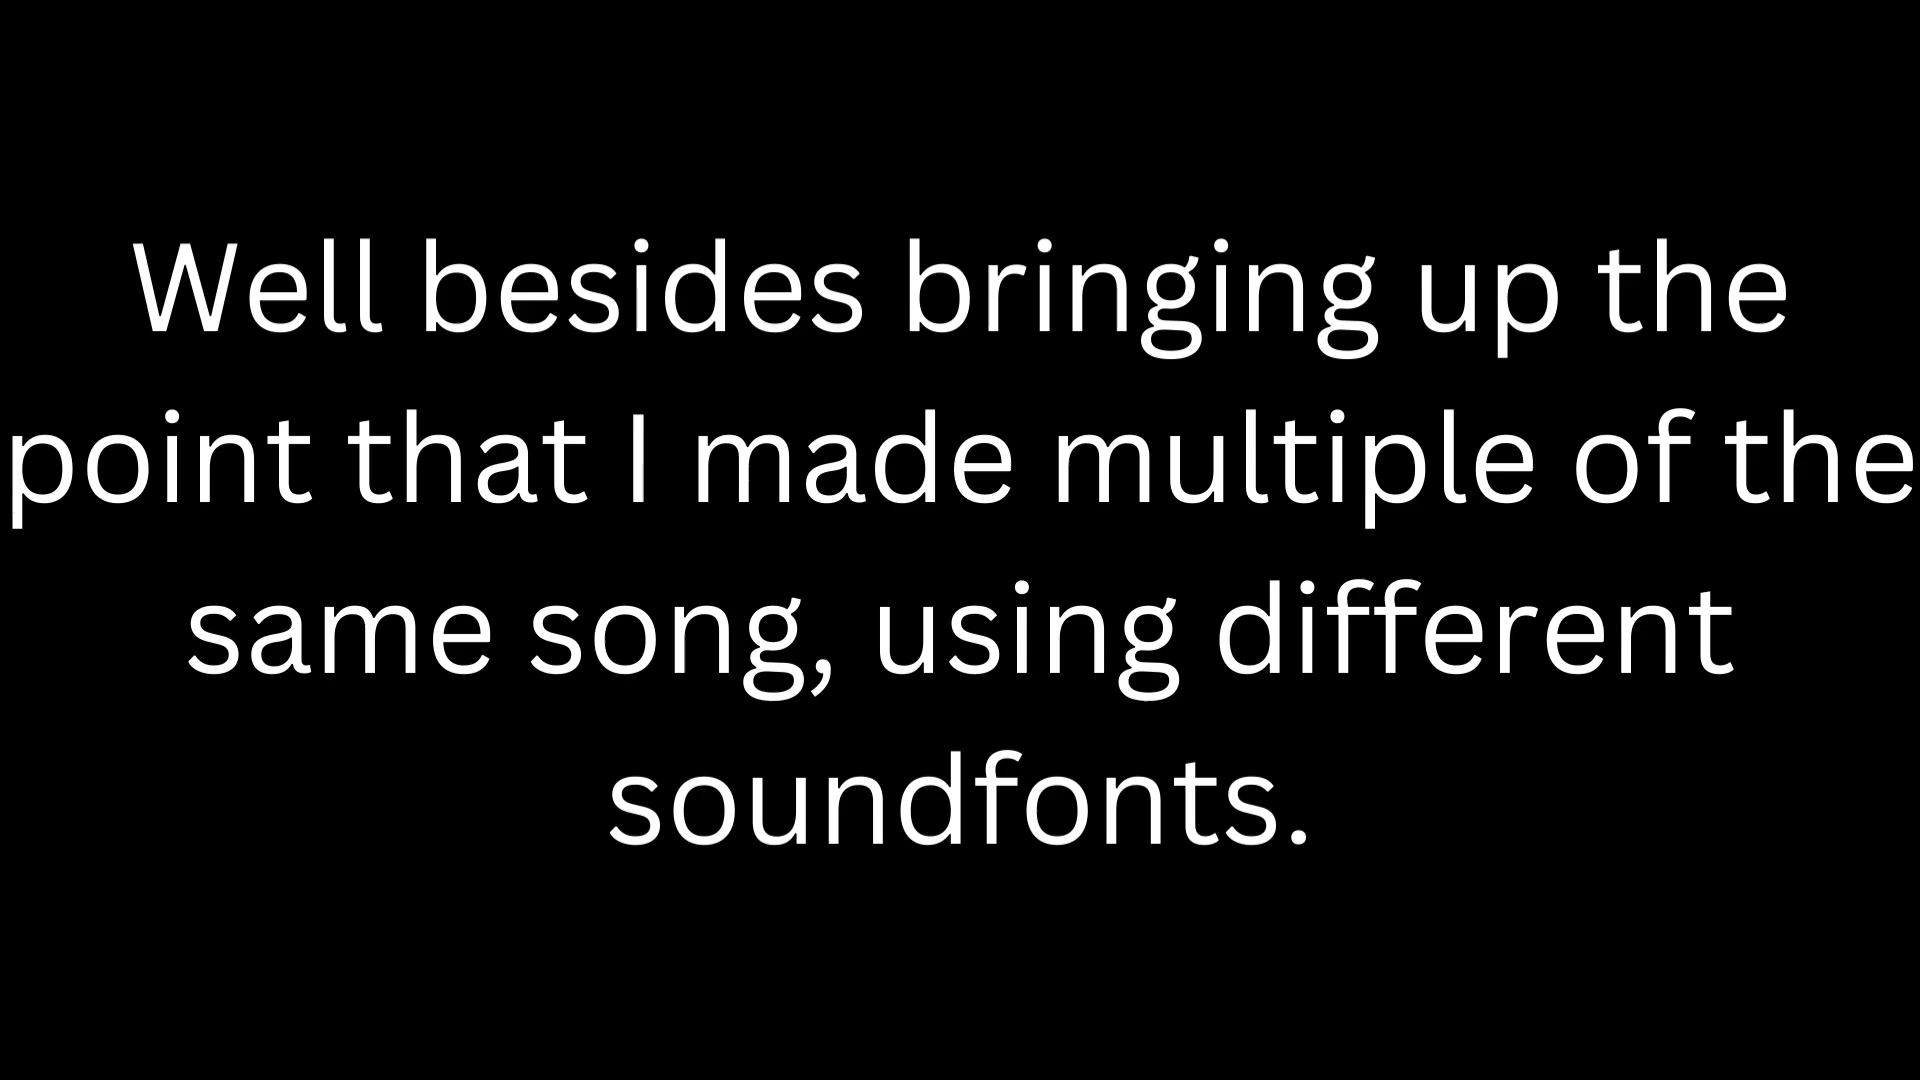 Well besides bringing up the
point that I made multiple of the
same song, using different
soundfonts.